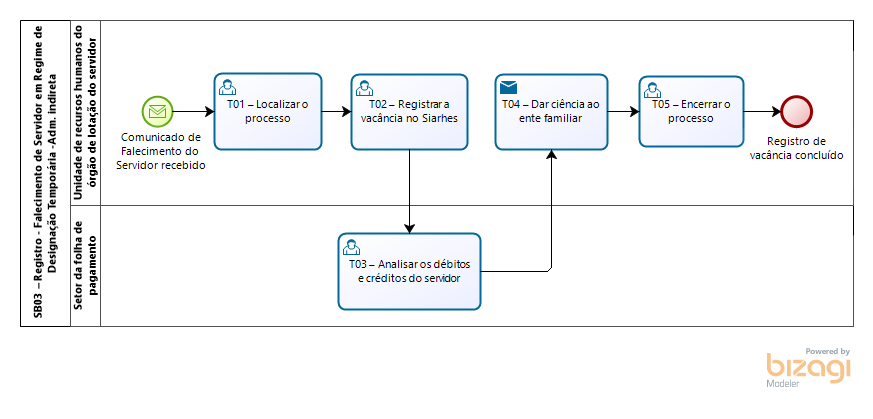 SB03 – Registro - Falecimento de Servidor em Regime de
Designação Temporária -Adm. indireta
Unidade de recursos humanos do
órgão de lotação do servidor
Comunicado de
Falecimento do
Servidor recebido
T01 – Localizar o
processo
T02 – Registrar a
vacância no Siarhes
T04 – Dar ciência ao
ente familiar
T05 – Encerrar o
processo
Registro de
vacância concluído
Setor da folha de
pagamento
T03 – Analisar os débitos
e créditos do servidor
Powered by
bizagi
Modeler